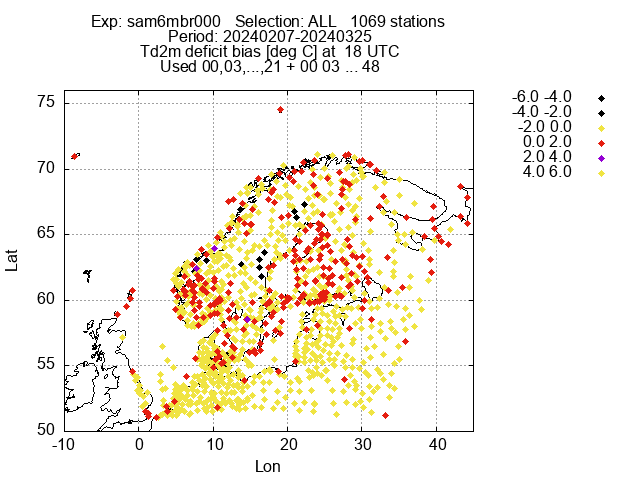 Exp: sam6mbr000   Selection: ALL   1069 stations
Period: 20240207-20240325
Td2m deficit bias [deg C] at  18 UTC
Used 00,03,...,21 + 00 03 ... 48
-6.0 -4.0
-4.0 -2.0
-2.0 0.0
0.0 2.0
2.0 4.0
4.0 6.0
75
70
65
60
55
50
Lat
-10 0 10 20 30 40
Lon